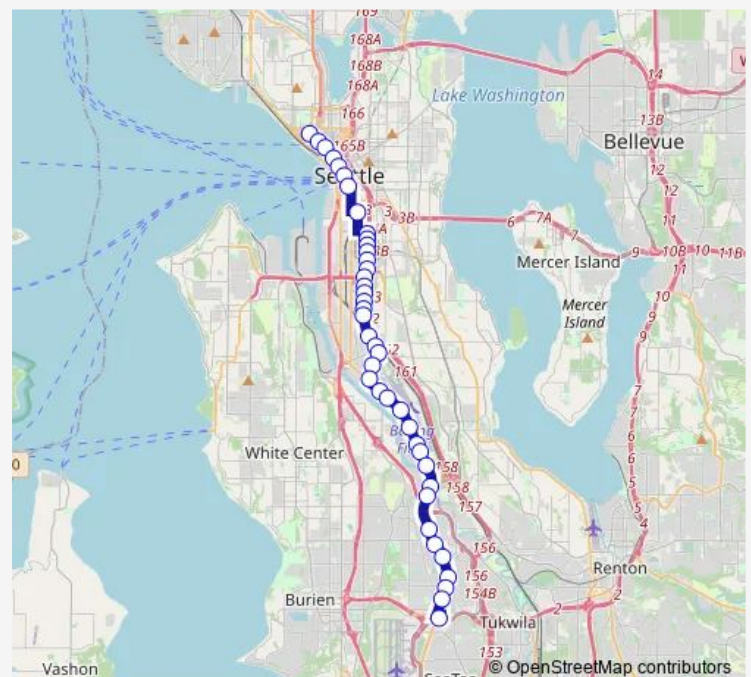 169
168A
168B
168A
166
165B
Lake Washington
14
13B
Bellevue
12
12
11
Seattle
3
3B
6
7A
7
9
10B
10
11B
11
Mercer Island
10
9
9
Mercer
Island
161
7
7
6
6
White Center
158
158
157
5
5
4
156
156
154B
Renton
2
2
Burien
Tukwila
153
Vashon
© OpenStreetMap contributors
0